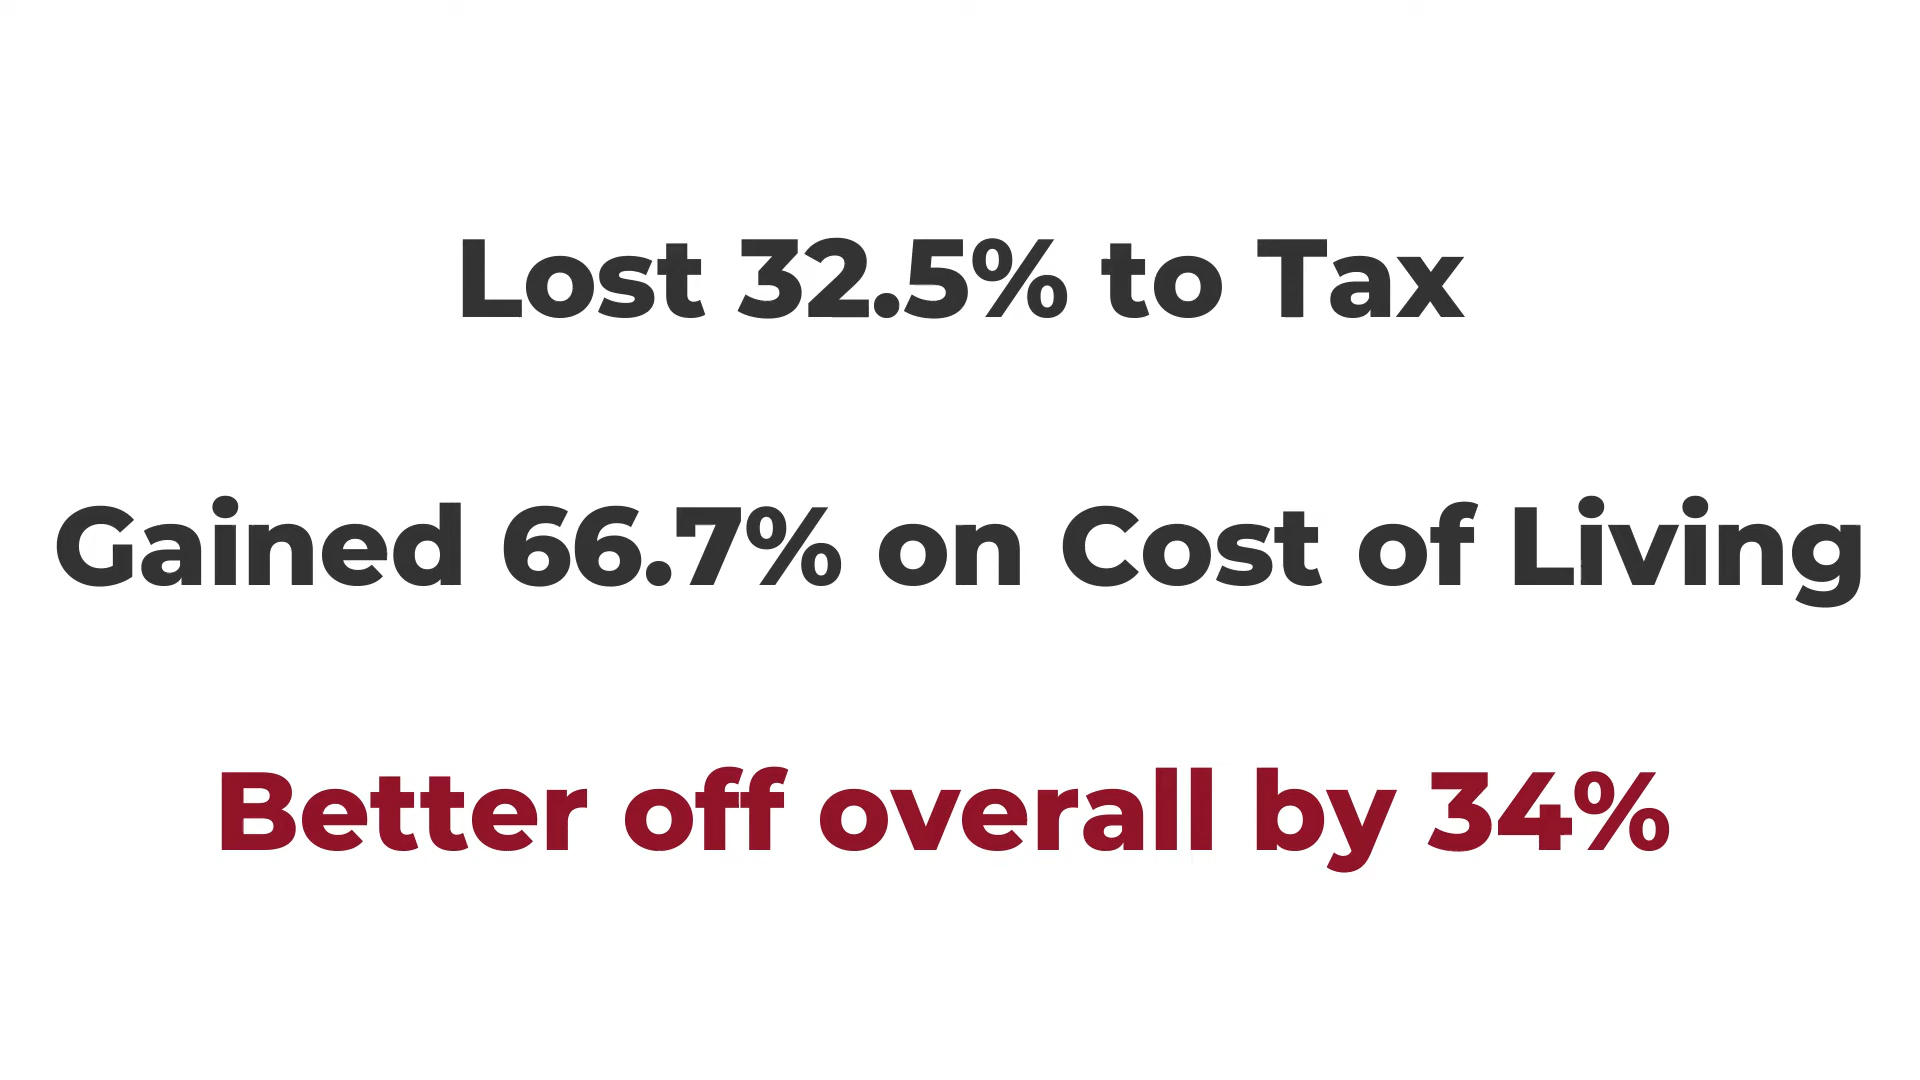 Lost 32.5% to Tax
Gained 66.7% on Cost of Living
Better off overall by 34%